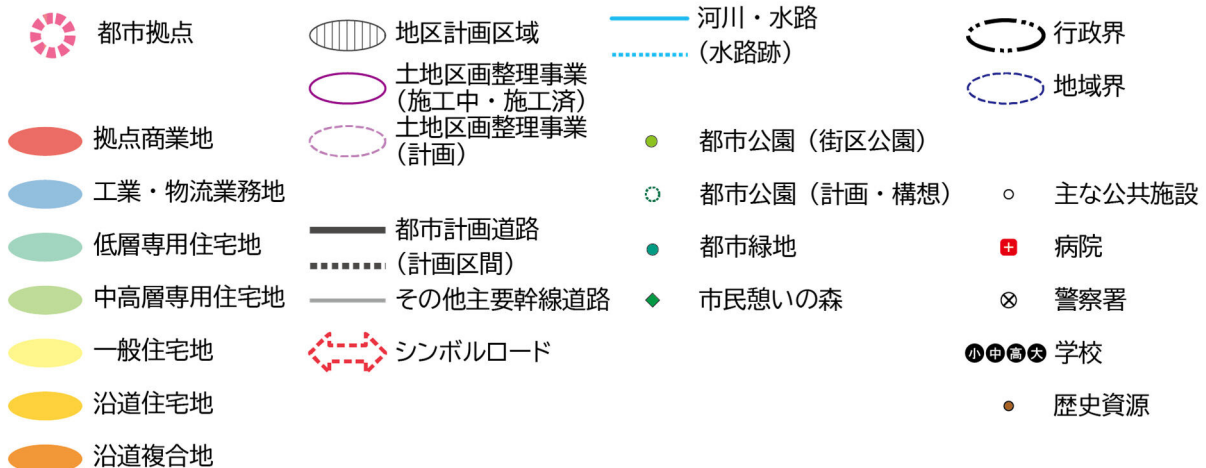 都市拠点
拠点商業地
工業・物流業務地
低層専用住宅地
中高層専用住宅地
一般住宅地
沿道住宅地
沿道複合地
地区計画区域
土地区画整理事業
(施工中・施工済)
土地区画整理事業
(計画)
都市計画道路
(計画区間)
その他主要幹線道路
シンボルロード
河川・水路
(水路跡)
都市公園(街区公園)
都市公園(計画・構想)
都市緑地
市民憩いの森
行政界
地域界
主な公共施設
病院
警察署
小中高大 学校
歴史資源